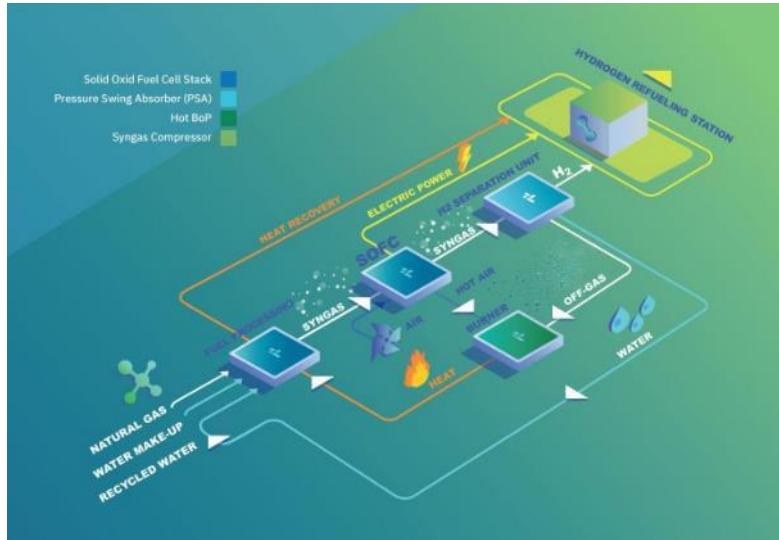 Solid Oxid Fuel Cell Stack
Pressure Swing Absorber (PSA)
Hot BoP
Syngas Compressor
HYDROGEN REFUELING STATION
HEAT RECOVERY
ELECTRIC POWER
H2 SEPARATION UNIT
H2
SOFC
SYNGAS
HOT AIR
OFF-GAS
FUEL PROCESSING
SYNGAS
AIR
BURNER
WATER
HEAT
NATURAL GAS
WATER MAKE-UP
RECYCLED WATER